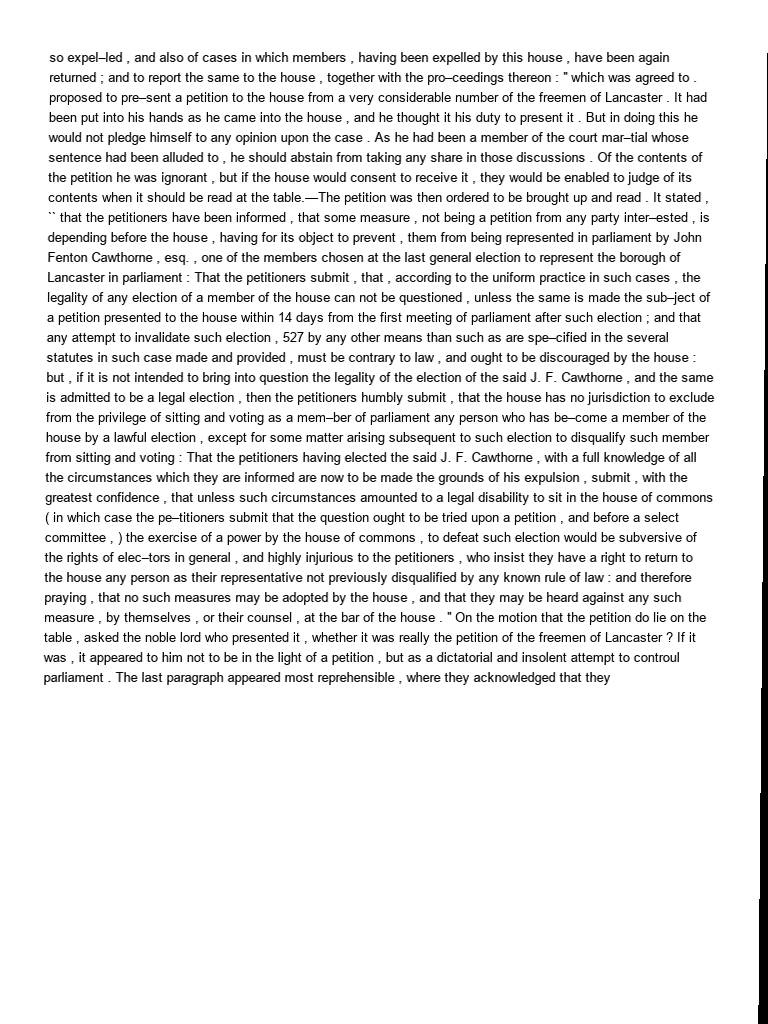 so expel–led , and also of cases in which members , having been expelled by this house , have been again
returned ; and to report the same to the house , together with the pro–ceedings thereon : " which was agreed to .
proposed to pre–sent a petition to the house from a very considerable number of the freemen of Lancaster . It had
been put into his hands as he came into the house , and he thought it his duty to present it . But in doing this he
would not pledge himself to any opinion upon the case . As he had been a member of the court mar–tial whose
sentence had been alluded to , he should abstain from taking any share in those discussions . Of the contents of
the petition he was ignorant , but if the house would consent to receive it , they would be enabled to judge of its
contents when it should be read at the table.—The petition was then ordered to be brought up and read . It stated ,
`` that the petitioners have been informed , that some measure , not being a petition from any party inter–ested , is
depending before the house , having for its object to prevent , them from being represented in parliament by John
Fenton Cawthorne , esq. , one of the members chosen at the last general election to represent the borough of
Lancaster in parliament : That the petitioners submit , that , according to the uniform practice in such cases , the
legality of any election of a member of the house can not be questioned , unless the same is made the sub–ject of
a petition presented to the house within 14 days from the first meeting of parliament after such election ; and that
any attempt to invalidate such election , 527 by any other means than such as are spe–cified in the several
statutes in such case made and provided , must be contrary to law , and ought to be discouraged by the house :
but , if it is not intended to bring into question the legality of the election of the said J. F. Cawthorne , and the same
is admitted to be a legal election , then the petitioners humbly submit , that the house has no jurisdiction to exclude
from the privilege of sitting and voting as a mem–ber of parliament any person who has be–come a member of the
house by a lawful election , except for some matter arising subsequent to such election to disqualify such member
from sitting and voting : That the petitioners having elected the said J. F. Cawthorne , with a full knowledge of all
the circumstances which they are informed are now to be made the grounds of his expulsion , submit , with the
greatest confidence , that unless such circumstances amounted to a legal disability to sit in the house of commons
( in which case the pe–titioners submit that the question ought to be tried upon a petition , and before a select
committee , ) the exercise of a power by the house of commons , to defeat such election would be subversive of
the rights of elec–tors in general , and highly injurious to the petitioners , who insist they have a right to return to
the house any person as their representative not previously disqualified by any known rule of law : and therefore
praying , that no such measures may be adopted by the house , and that they may be heard against any such
measure , by themselves , or their counsel , at the bar of the house . " On the motion that the petition do lie on the
table , asked the noble lord who presented it , whether it was really the petition of the freemen of Lancaster ? If it
was , it appeared to him not to be in the light of a petition , but as a dictatorial and insolent attempt to controul
parliament . The last paragraph appeared most reprehensible , where they acknowledged that they